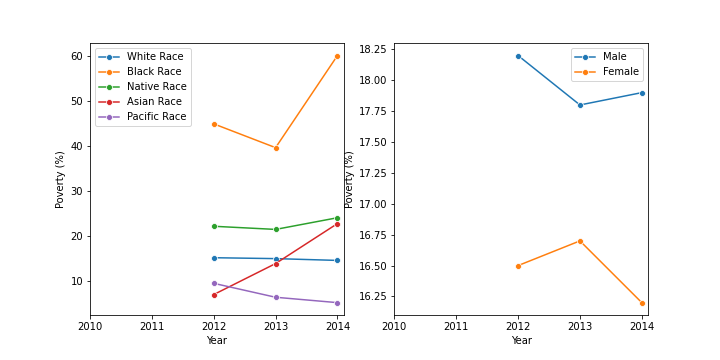 60
50
40
30
20
10
Poverty (%)
White Race
Black Race
Native Race
Asian Race
Pacific Race
2010 2011 2012 2013 2014
Year
18.25
18.00
17.75
17.50
17.25
17.00
16.75
16.50
16.25
Poverty (%)
Male
Female
2010 2011 2012 2013 2014
Year